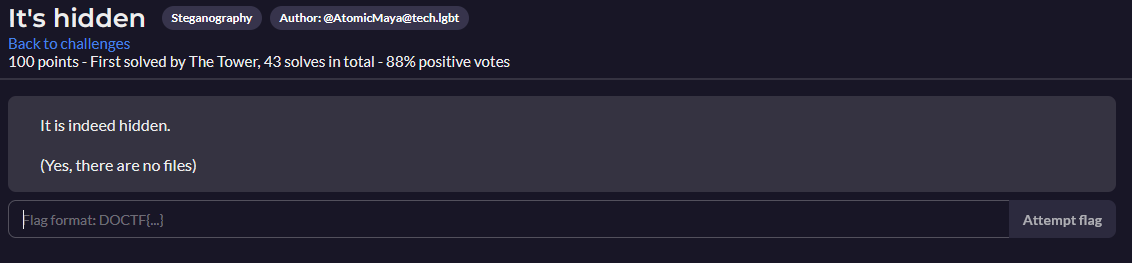 It's hidden Steganography Author: @AtomicMaya@tech.lgbt
Back to challenges
100 points - First solved by The Tower, 43 solves in total - 88% positive votes
It is indeed hidden.
(Yes, there are no files)
Flag format: DOCTF{...} Attempt flag